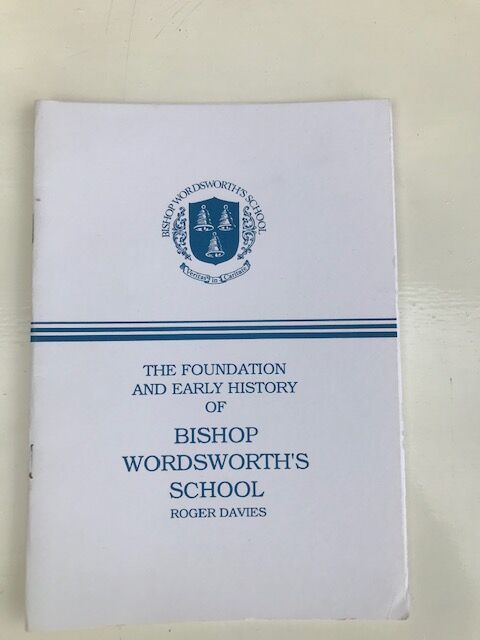 BISHOP WORDSWORTH'S SCHOOL
Veritas in Caritate
THE FOUNDATION
AND EARLY HISTORY
OF
BISHOP
WORDSWORTH'S
SCHOOL
ROGER DAVIES